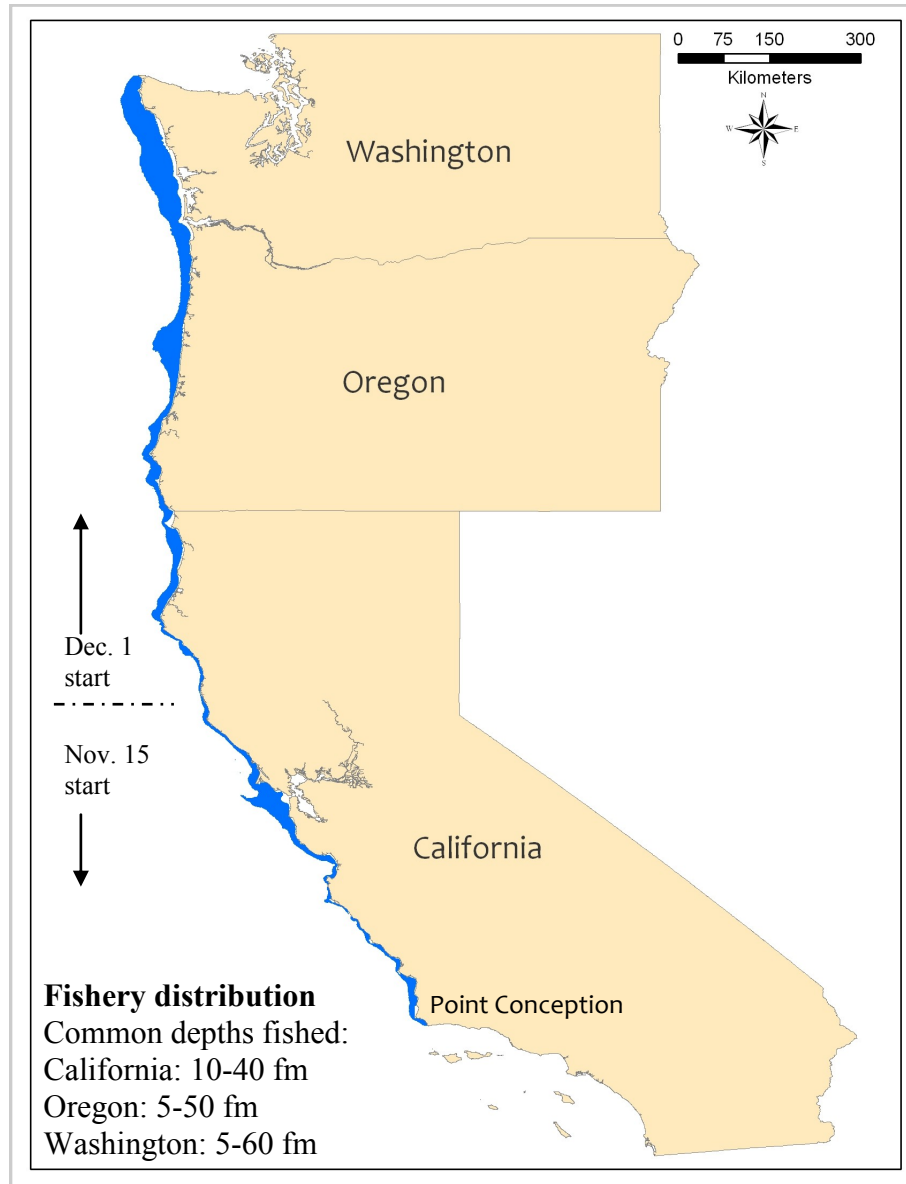 0 75 150 300
Kilometers
N
W E
S
Washington
Oregon
Dec. 1
start
Nov. 15
start
California
Point Conception
Fishery distribution
Common depths fished:
California: 10-40 fm
Oregon: 5-50 fm
Washington: 5-60 fm